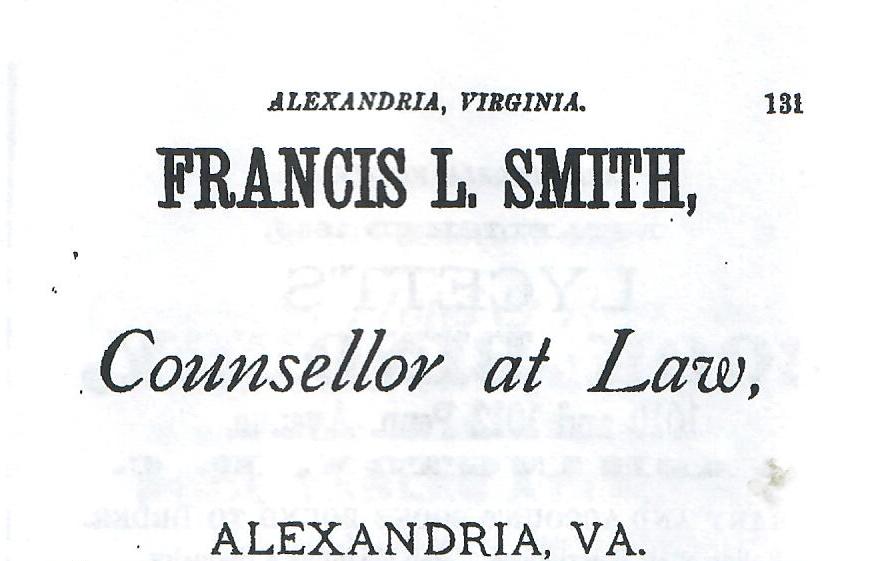 ALEXANDRIA, VIRGINIA. 131
FRANCIS L. SMITH,
Counsellor at Law,
ALEXANDRIA, VA.